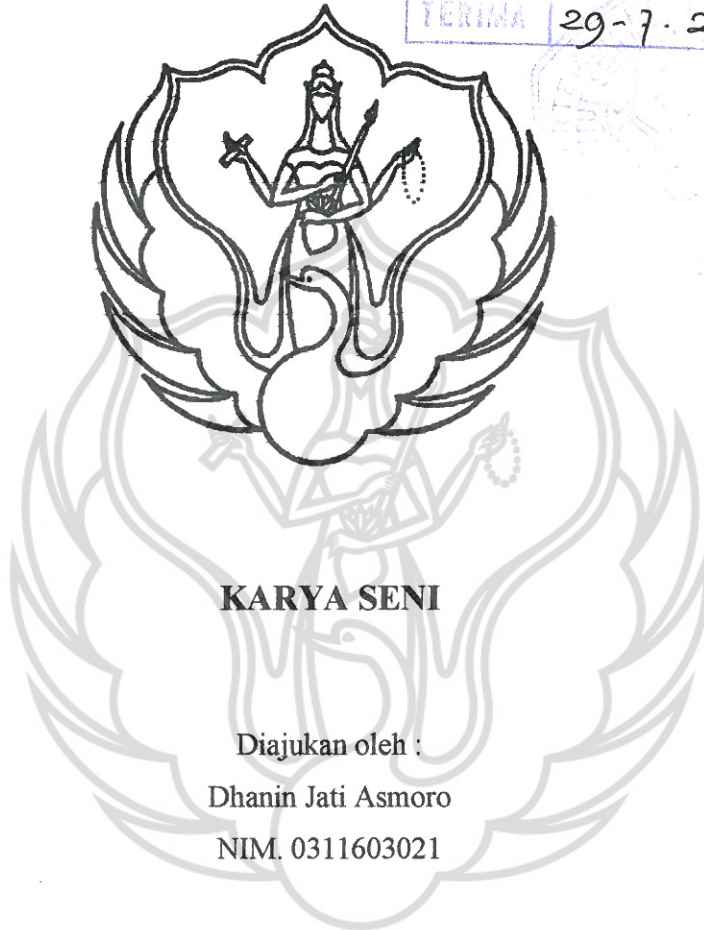 TERIMA 29-7-2
KARYA SENI
Diajukan oleh :
Dhanin Jati Asmoro
NIM. 0311603021